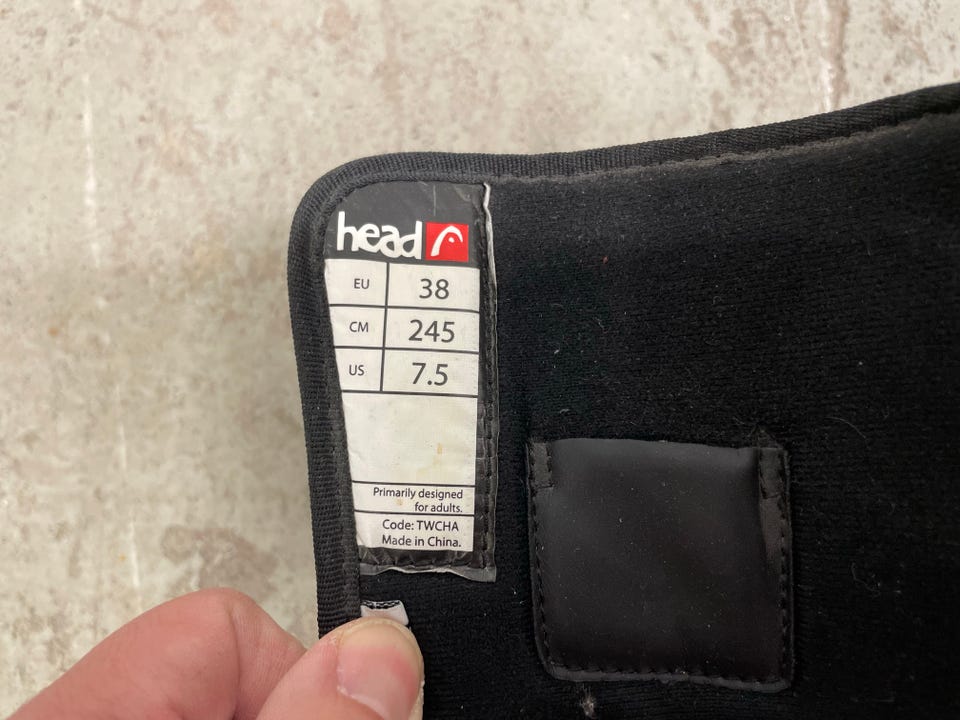 head
EU 38
CM 245
US 7.5
Primarily designed
for adults.
Code: TWCHA
Made in China.